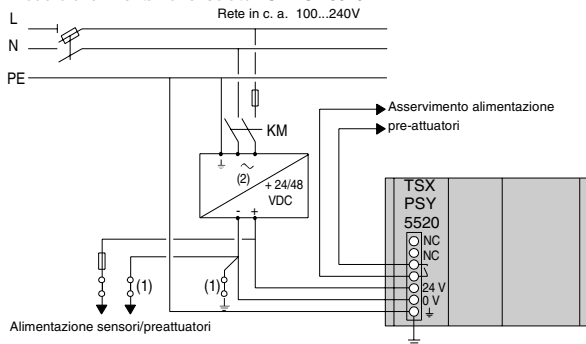 Rete in c. a. 100...240V
L
N
PE
KM
Asservimento alimentazione
pre-attuatori
(2)
+ 24/48
VDC
- +
TSX
PSY
5520
NC
NC
24 V
0 V
(1)
(1)
Alimentazione sensori/preattuatori